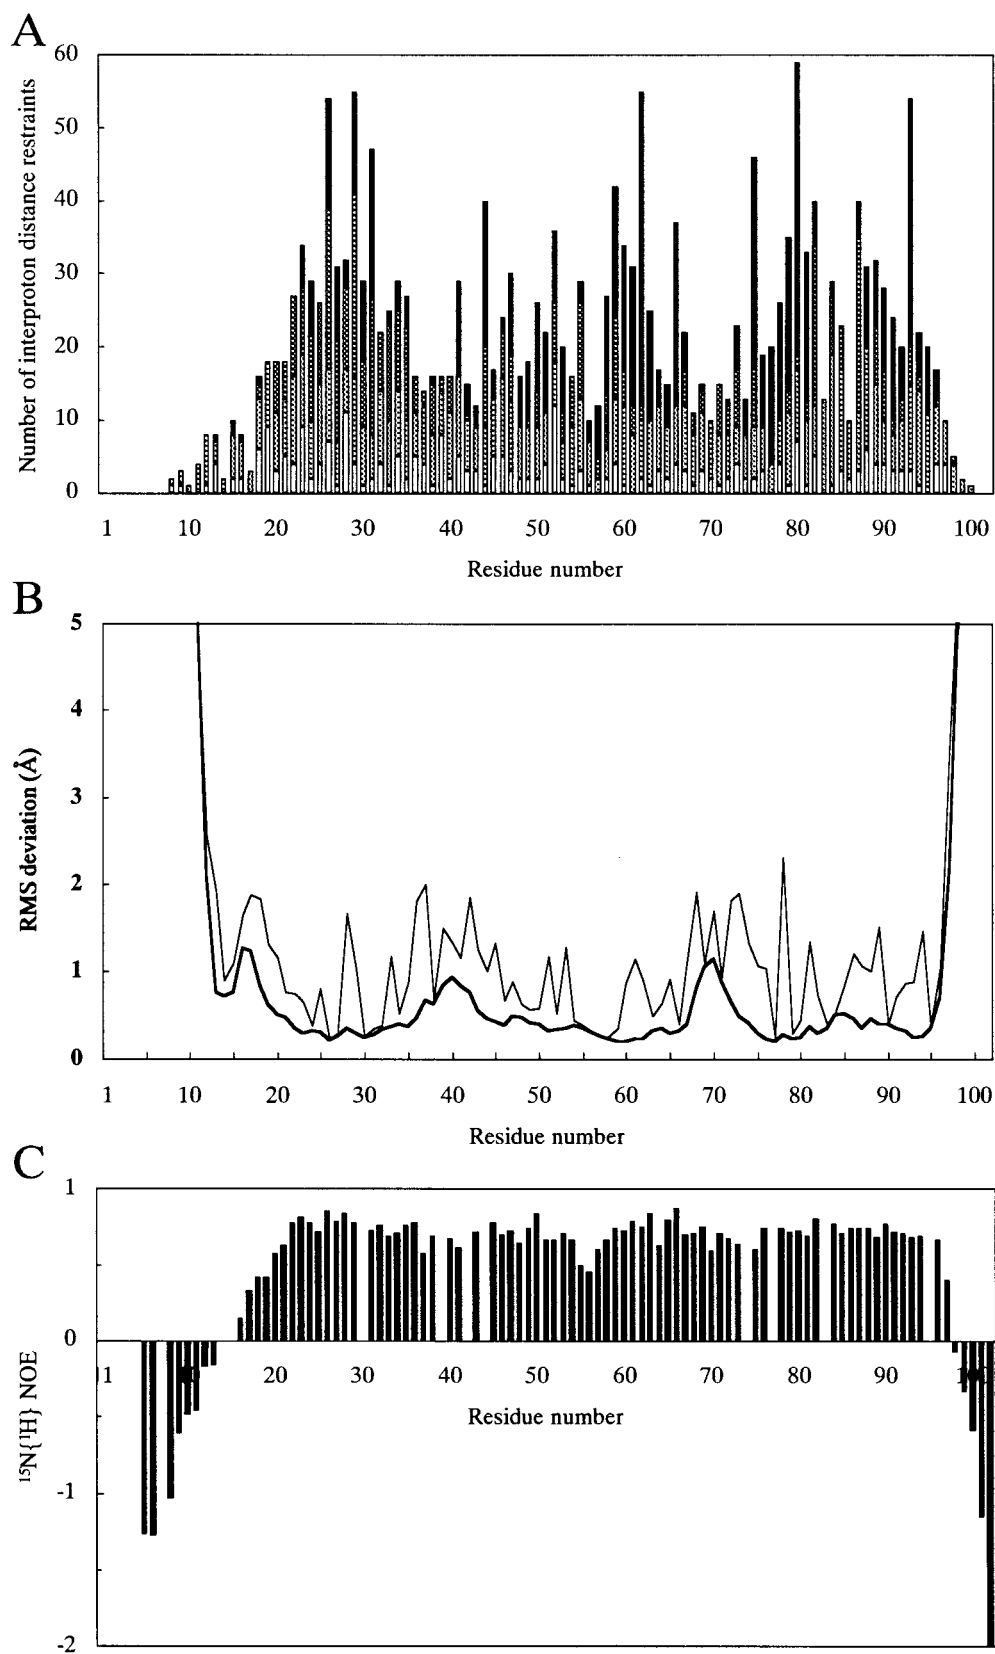 A
60
50
40
30
20
10
0
Number of interproton distance restraints
1 10 20 30 40 50 60 70 80 90 100
Residue number
B
5
4
3
2
1
0
RMS deviation (Å)
1 10 20 30 40 50 60 70 80 90 100
Residue number
C
1
0
-1
-2
¹⁵N{¹H} NOE
1 20 30 40 50 60 70 80 90
Residue number